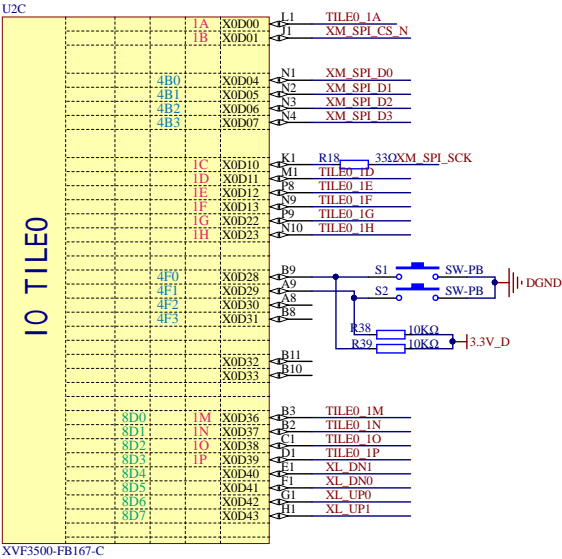 U2C
1A X0D00 L1 TILE0_1A
1B X0D01 J1 XM_SPI_CS_N
4B0 X0D04 N1 XM_SPI_D0
4B1 X0D05 N2 XM_SPI_D1
4B2 X0D06 N3 XM_SPI_D2
4B3 X0D07 N4 XM_SPI_D3
1C X0D10 K1 R18 33Ω XM_SPI_SCK
1D X0D11 M1 TILE0_1D
1E X0D12 P8 TILE0_1E
1F X0D13 N9 TILE0_1F
1G X0D22 P9 TILE0_1G
1H X0D23 N10 TILE0_1H
IO TILE0
4F0 X0D28 B9 S1 SW-PB
4F1 X0D29 A9 S2 SW-PB DGND
4F2 X0D30 A8
4F3 X0D31 B8
R38 10KΩ
R39 10KΩ 3.3V_D
X0D32 B11
X0D33 B10
1M X0D36 B3 TILE0_1M
8D0
8D1 1N X0D37 B2 TILE0_1N
8D2 1O X0D38 C1 TILE0_1O
8D3 1P X0D39 D1 TILE0_1P
8D4 X0D40 E1 XL_DN1
8D5 X0D41 F1 XL_DN0
8D6 X0D42 G1 XL_UP0
8D7 X0D43 H1 XL_UP1
XVF3500-FB167-C